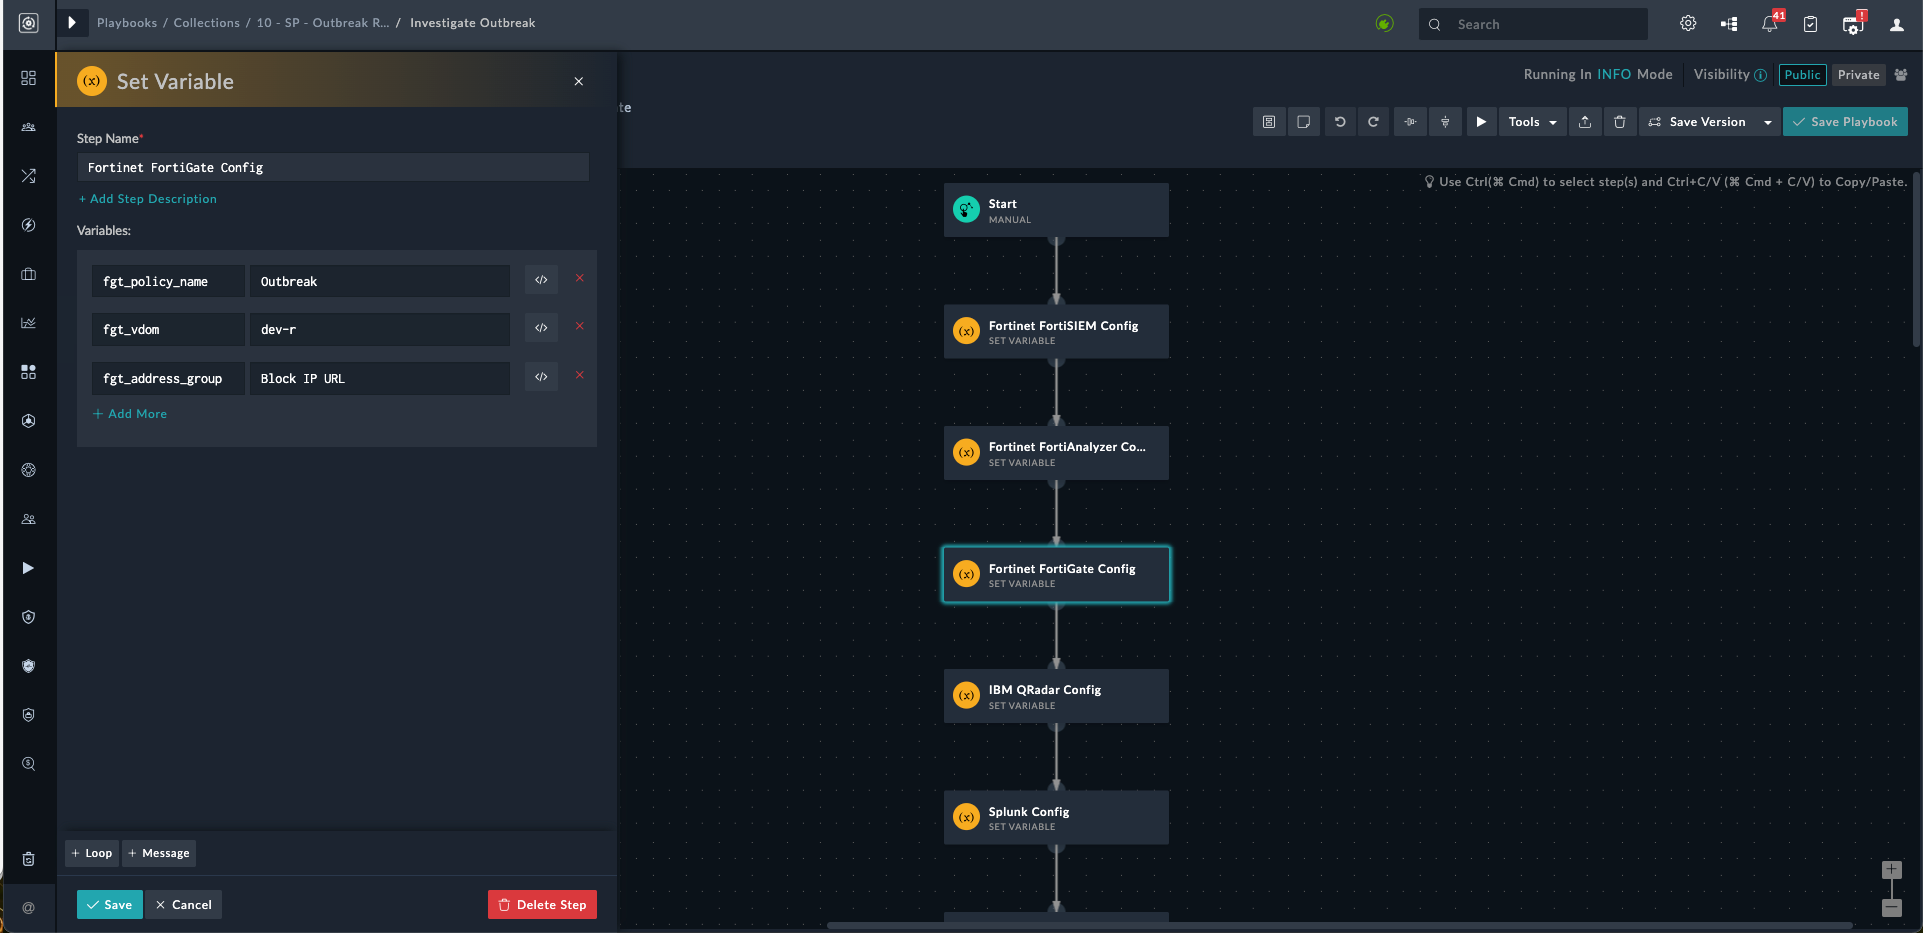 Playbooks / Collections / 10 - SP - Outbreak R... / Investigate Outbreak
Search
41
!
(x) Set Variable
Running In INFO Mode
Visibility
Public
Private
te
Tools
Save Version
Save Playbook
Use Ctrl(⌘ Cmd) to select step(s) and Ctrl+C/V (⌘ Cmd + C/V) to Copy/Paste.
Step Name*
Fortinet FortiGate Config
+ Add Step Description
Variables:
fgt_policy_name
Outbreak
</>
fgt_vdom
dev-r
</>
fgt_address_group
Block IP URL
</>
+ Add More
Start
MANUAL
(x) Fortinet FortiSIEM Config
SET VARIABLE
(x) Fortinet FortiAnalyzer Co...
SET VARIABLE
(x) Fortinet FortiGate Config
SET VARIABLE
(x) IBM QRadar Config
SET VARIABLE
(x) Splunk Config
SET VARIABLE
+ Loop
+ Message
Save
Cancel
Delete Step
@